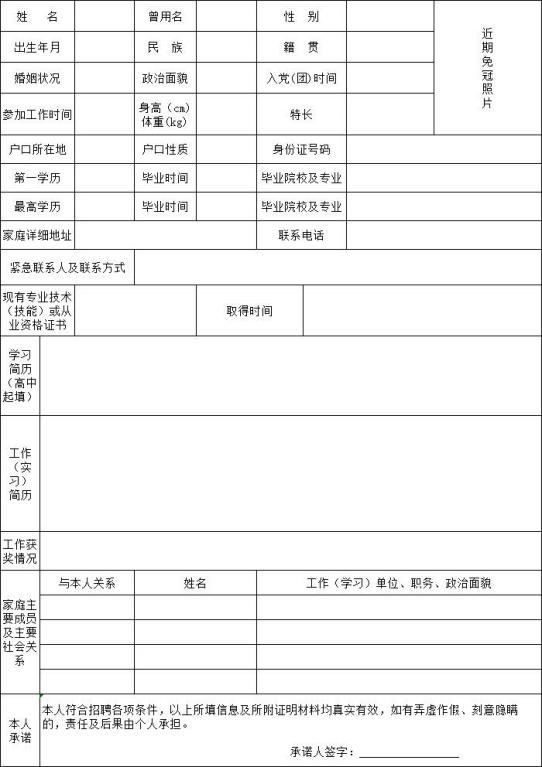 姓 名 曾用名 性 别
近期免冠照片
出生年月 民 族 籍 贯
婚姻状况 政治面貌 入党(团)时间
参加工作时间 身高（cm) 特长
体重(kg)
户口所在地 户口性质 身份证号码
第一学历 毕业时间 毕业院校及专业
最高学历 毕业时间 毕业院校及专业
家庭详细地址 联系电话
紧急联系人及联系方式
现有专业技术
（技能）或从
业资格证书
取得时间
学习
简历
（高中
起填）
工作
（实
习）
简历
工作获
奖情况
家庭主
要成员
及主要
社会关
系
与本人关系 姓名 工作（学习）单位、职务、政治面貌
本人
承诺
本人符合招聘各项条件，以上所填信息及所附证明材料均真实有效，如有弄虚作假、刻意隐瞒
的，责任及后果由个人承担。
承诺人签字：